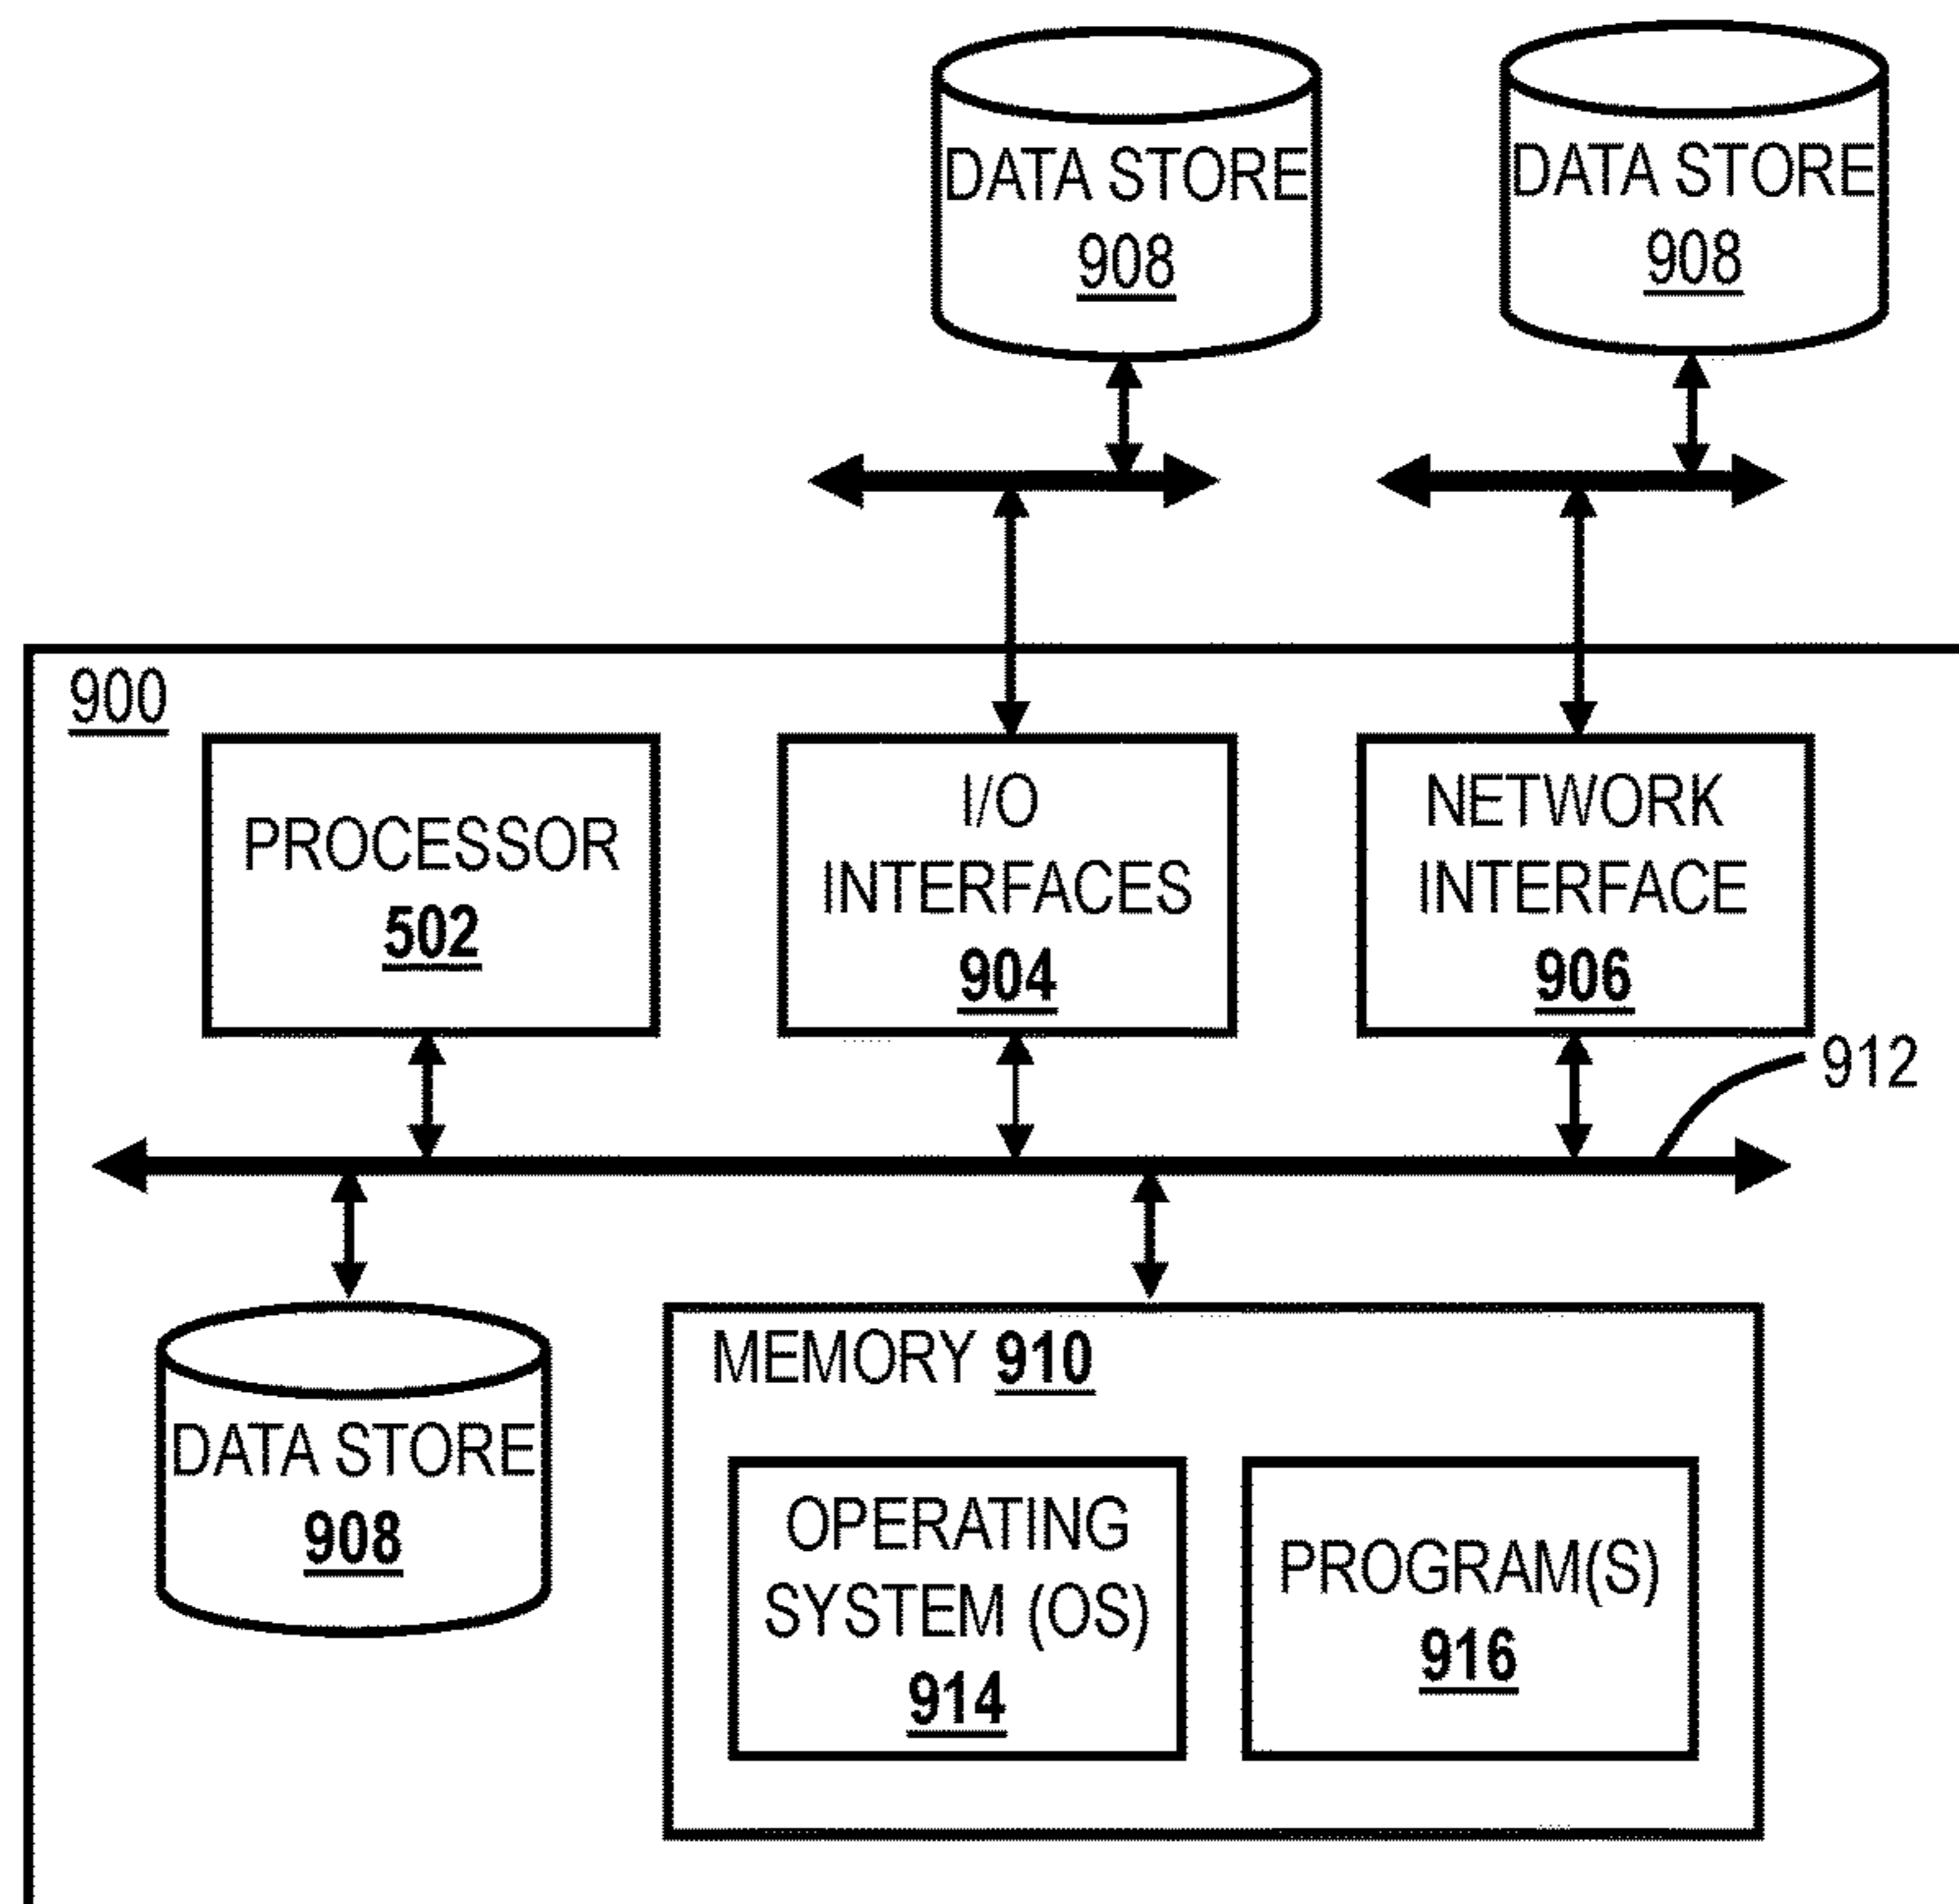 DATA STORE
908
DATA STORE
908
900
PROCESSOR
502
I/O
INTERFACES
904
NETWORK
INTERFACE
906
912
DATA STORE
908
MEMORY 910
OPERATING
SYSTEM (OS)
914
PROGRAM(S)
916